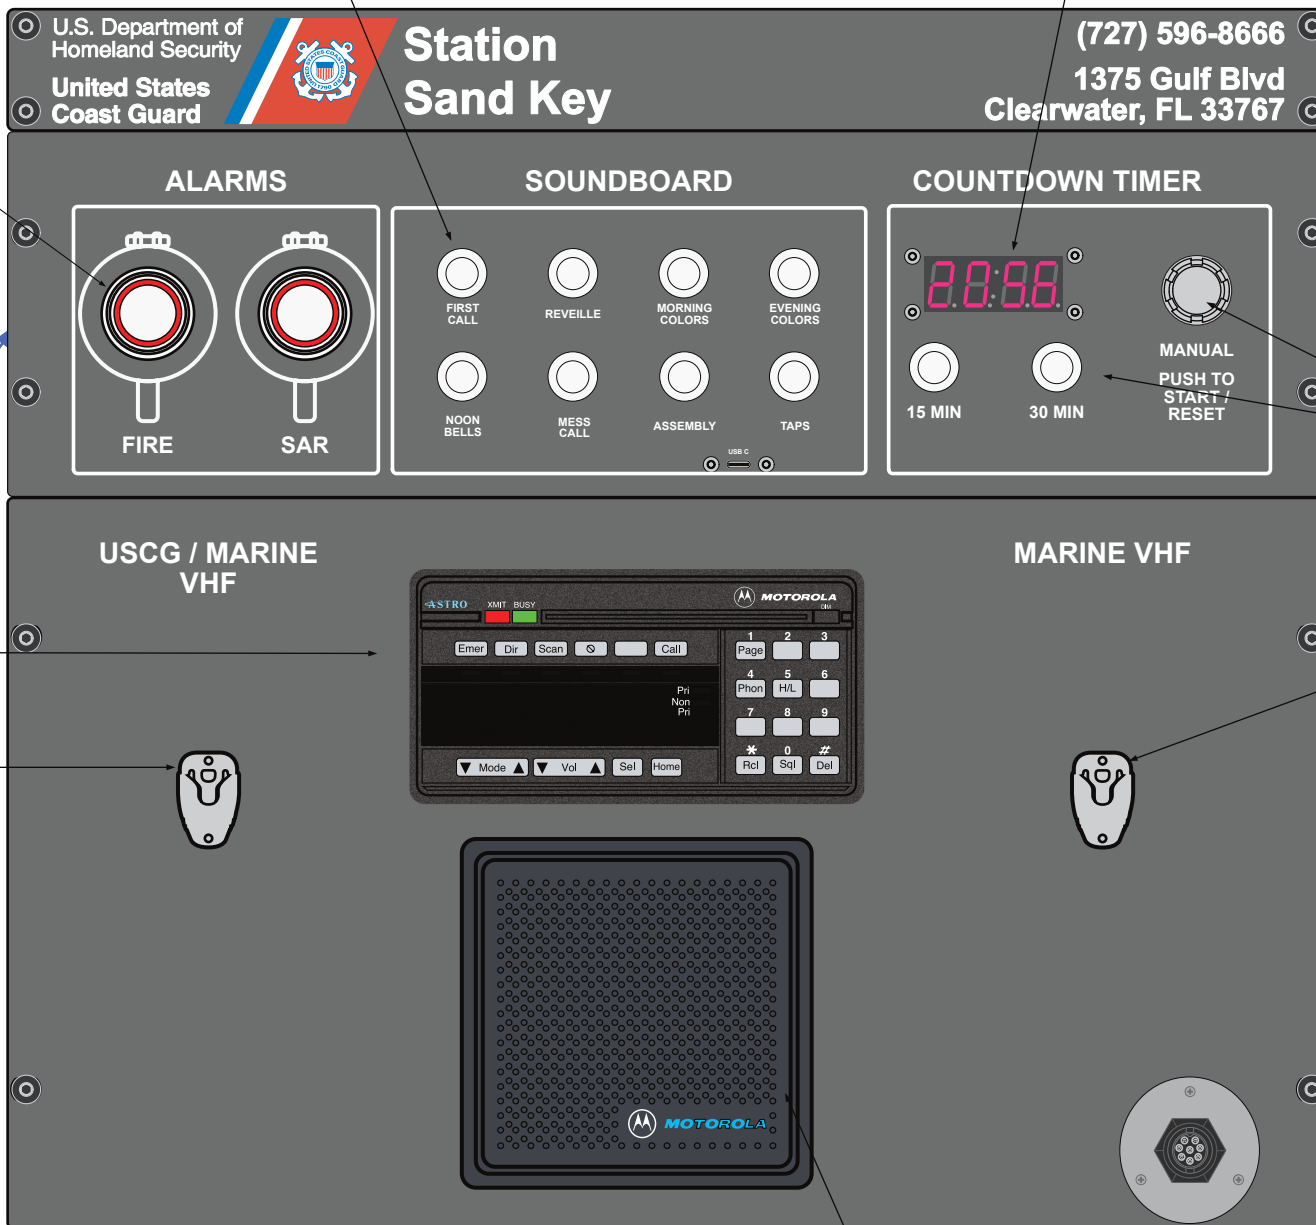 U.S. Department of
Homeland Security
United States
Coast Guard
Station
Sand Key
(727) 596-8666
1375 Gulf Blvd
Clearwater, FL 33767
ALARMS
FIRE
SAR
SOUNDBOARD
FIRST
CALL
REVEILLE
MORNING
COLORS
EVENING
COLORS
NOON
BELLS
MESS
CALL
ASSEMBLY
TAPS
USB C
COUNTDOWN TIMER
20:56
15 MIN
30 MIN
MANUAL
PUSH TO
START /
RESET
USCG / MARINE
VHF
MARINE VHF
ASTRO
XMIT BUSY
MOTOROLA
DIM
Emer Dir Scan Call
Pri
Non
Pri
Mode Vol Sel Home
1 2 3
Page
4 5 6
Phon H/L
7 8 9
* 0 #
Rcl Sql Del
MOTOROLA